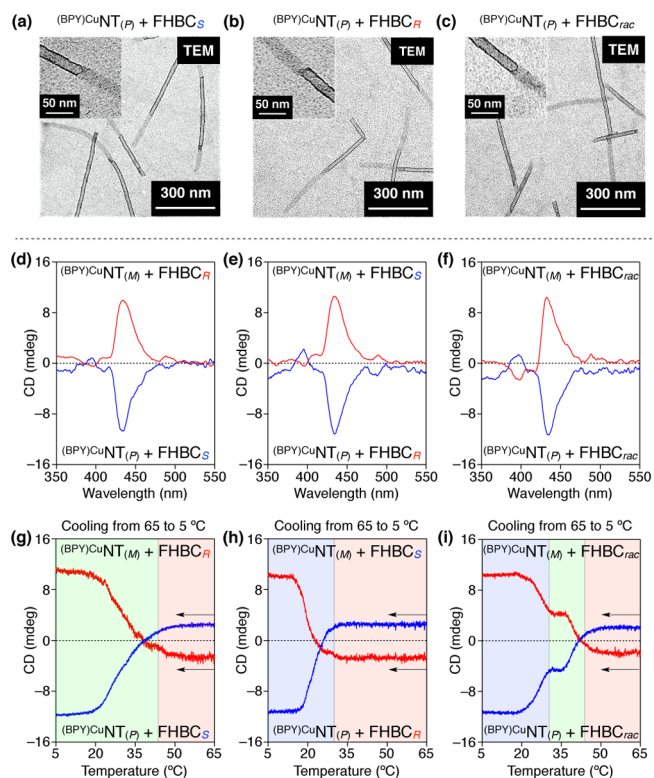 (a) (BPY)CuNT(P) + FHBCS
TEM
50 nm
300 nm
(b) (BPY)CuNT(P) + FHBCR
TEM
50 nm
300 nm
(c) (BPY)CuNT(P) + FHBCrac
TEM
50 nm
300 nm
(d)
16
8
0
−8
−16
CD (mdeg)
(BPY)CuNT(M) + FHBCR
(BPY)CuNT(P) + FHBCS
350 400 450 500 550
Wavelength (nm)
(e)
16
8
0
−8
−16
CD (mdeg)
(BPY)CuNT(M) + FHBCS
(BPY)CuNT(P) + FHBCR
350 400 450 500 550
Wavelength (nm)
(f)
16
8
0
−8
−16
CD (mdeg)
(BPY)CuNT(M) + FHBCrac
(BPY)CuNT(P) + FHBCrac
350 400 450 500 550
Wavelength (nm)
(g)
Cooling from 65 to 5 ºC
16
8
0
−8
−16
CD (mdeg)
(BPY)CuNT(M) + FHBCR
(BPY)CuNT(P) + FHBCS
5 20 35 50 65
Temperature (ºC)
(h)
Cooling from 65 to 5 ºC
16
8
0
−8
−16
CD (mdeg)
(BPY)CuNT(M) + FHBCS
(BPY)CuNT(P) + FHBCR
5 20 35 50 65
Temperature (ºC)
(i)
Cooling from 65 to 5 ºC
16
8
0
−8
−16
CD (mdeg)
(BPY)CuNT(M) + FHBCrac
(BPY)CuNT(P) + FHBCrac
5 20 35 50 65
Temperature (ºC)